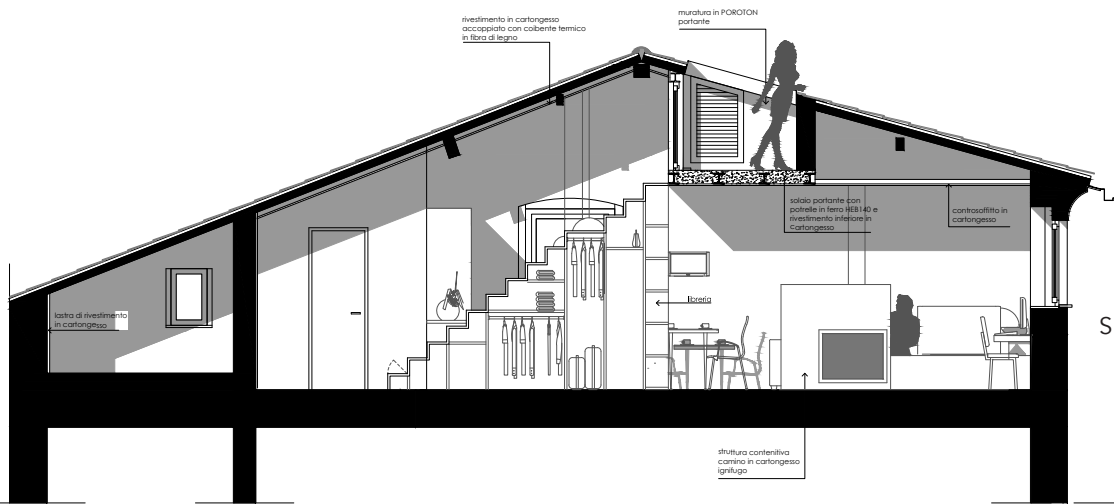 rivestimento in cartongesso
accoppiato con coibente termico
in fibra di legno
muratura in POROTON
portante
solaio portante con
potrelle in ferro HEB140 e
rivestimento inferiore in
cartongesso
controsoffitto in
cartongesso
lastra di rivestimento
in cartongesso
libreria
S
struttura contenitiva
camino in cartongesso
ignifugo